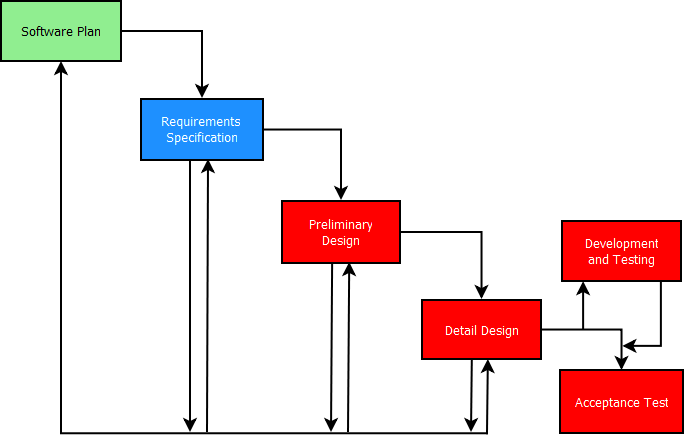 Software Plan
Requirements
Specification
Preliminary
Design
Development
and Testing
Detail Design
Acceptance Test